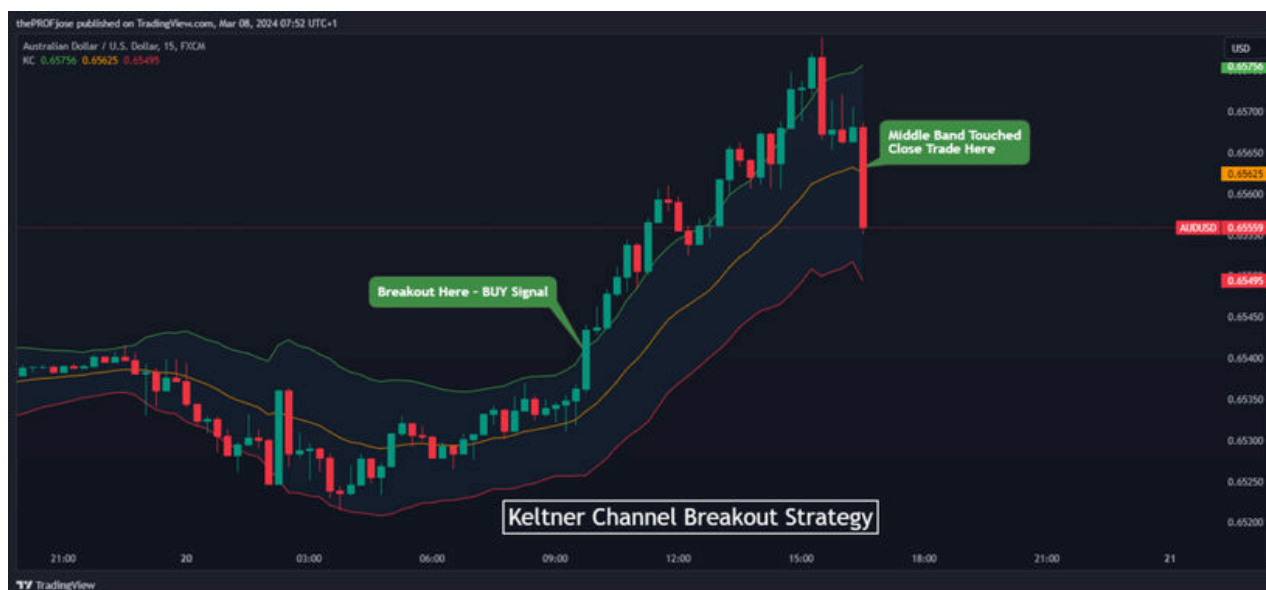 thePROFjose published on TradingView.com, Mar 08, 2024 07:52 UTC+1
Australian Dollar / U.S. Dollar, 15, FXCM
KC 0.65756 0.65625 0.65495
USD
0.65756
0.65700
Middle Band Touched
Close Trade Here
0.65650
0.65625
0.65600
AUDUSD 0.65559
0.65550
Breakout Here - BUY Signal
0.65495
0.65450
0.65400
0.65350
0.65300
0.65250
Keltner Channel Breakout Strategy
0.65200
21:00 20 03:00 06:00 09:00 12:00 15:00 18:00 21:00 21
TradingView